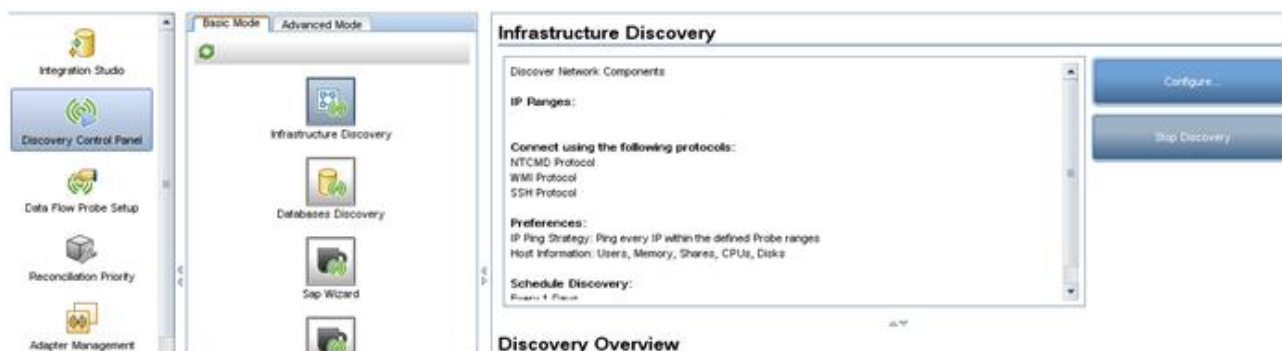 Integration Studio
Discovery Control Panel
Data Flow Probe Setup
Reconciliation Priority
Adapter Management
Basic Mode
Advanced Mode
Infrastructure Discovery
Databases Discovery
Sap Wizard
Infrastructure Discovery
Discover Network Components
IP Ranges:
Connect using the following protocols:
NTCMD Protocol
WMI Protocol
SSH Protocol
Preferences:
IP Ping Strategy: Ping every IP within the defined Probe ranges
Host Information: Users, Memory, Shares, CPUs, Disks
Schedule Discovery:
Every 1 Days
Configure...
Stop Discovery
Discovery Overview